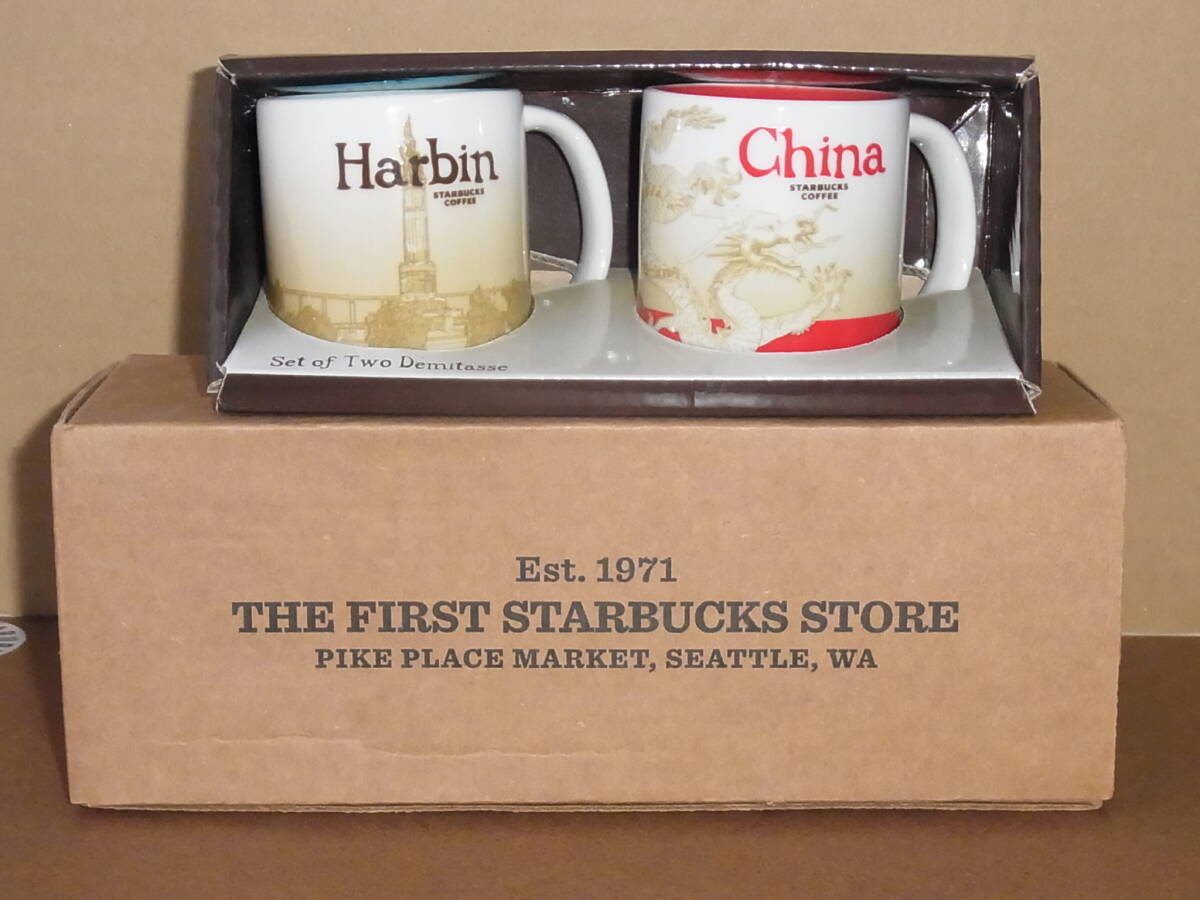 Harbin
STARBUCKS
COFFEE
China
STARBUCKS
COFFEE
Set of Two Demitasse
Est. 1971
THE FIRST STARBUCKS STORE
PIKE PLACE MARKET, SEATTLE, WA